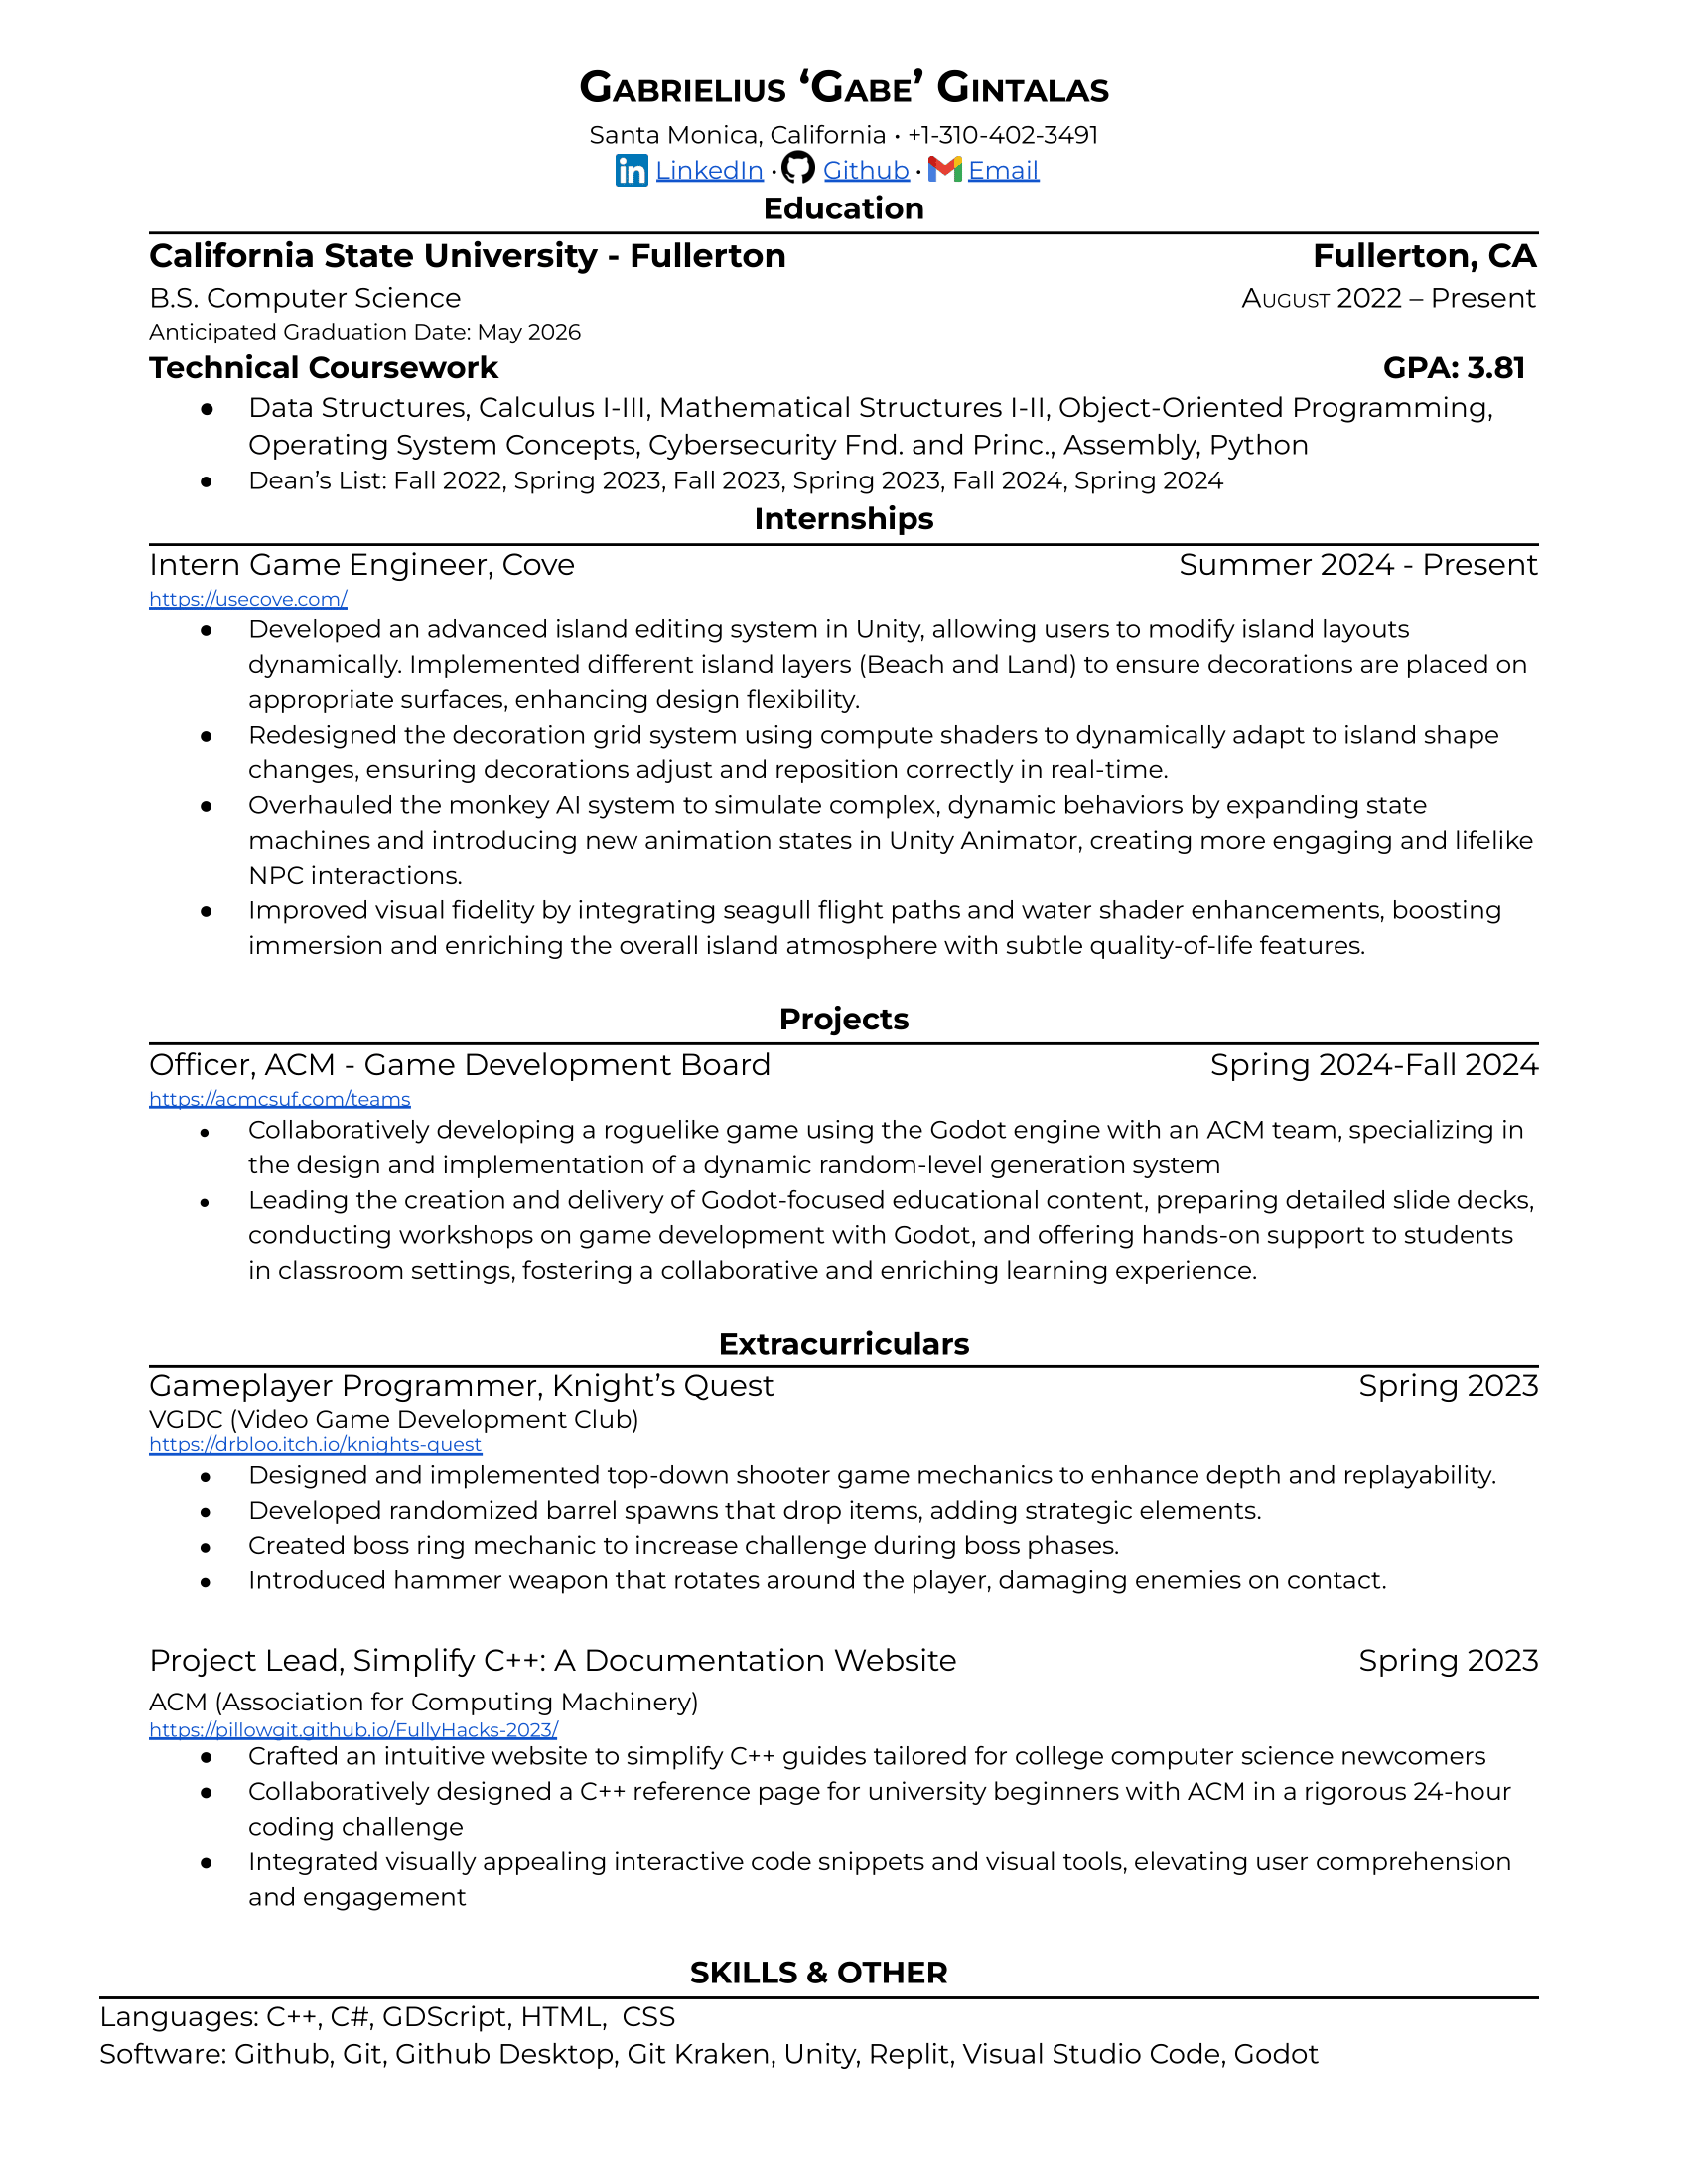 Gabrielius ‘Gabe’ Gintalas
Santa Monica, California • +1-310-402-3491
in LinkedIn • Github • Email
Education
California State University - Fullerton Fullerton, CA
B.S. Computer Science August 2022 – Present
Anticipated Graduation Date: May 2026
Technical Coursework GPA: 3.81
● Data Structures, Calculus I-III, Mathematical Structures I-II, Object-Oriented Programming,
Operating System Concepts, Cybersecurity Fnd. and Princ., Assembly, Python
● Dean’s List: Fall 2022, Spring 2023, Fall 2023, Spring 2023, Fall 2024, Spring 2024
Internships
Intern Game Engineer, Cove Summer 2024 - Present
https://usecove.com/
● Developed an advanced island editing system in Unity, allowing users to modify island layouts
dynamically. Implemented different island layers (Beach and Land) to ensure decorations are placed on
appropriate surfaces, enhancing design flexibility.
● Redesigned the decoration grid system using compute shaders to dynamically adapt to island shape
changes, ensuring decorations adjust and reposition correctly in real-time.
● Overhauled the monkey AI system to simulate complex, dynamic behaviors by expanding state
machines and introducing new animation states in Unity Animator, creating more engaging and lifelike
NPC interactions.
● Improved visual fidelity by integrating seagull flight paths and water shader enhancements, boosting
immersion and enriching the overall island atmosphere with subtle quality-of-life features.
Projects
Officer, ACM - Game Development Board Spring 2024-Fall 2024
https://acmcsuf.com/teams
● Collaboratively developing a roguelike game using the Godot engine with an ACM team, specializing in
the design and implementation of a dynamic random-level generation system
● Leading the creation and delivery of Godot-focused educational content, preparing detailed slide decks,
conducting workshops on game development with Godot, and offering hands-on support to students
in classroom settings, fostering a collaborative and enriching learning experience.
Extracurriculars
Gameplayer Programmer, Knight’s Quest Spring 2023
VGDC (Video Game Development Club)
https://drbloo.itch.io/knights-quest
● Designed and implemented top-down shooter game mechanics to enhance depth and replayability.
● Developed randomized barrel spawns that drop items, adding strategic elements.
● Created boss ring mechanic to increase challenge during boss phases.
● Introduced hammer weapon that rotates around the player, damaging enemies on contact.
Project Lead, Simplify C++: A Documentation Website Spring 2023
ACM (Association for Computing Machinery)
https://pillowgit.github.io/FullyHacks-2023/
● Crafted an intuitive website to simplify C++ guides tailored for college computer science newcomers
● Collaboratively designed a C++ reference page for university beginners with ACM in a rigorous 24-hour
coding challenge
● Integrated visually appealing interactive code snippets and visual tools, elevating user comprehension
and engagement
SKILLS & OTHER
Languages: C++, C#, GDScript, HTML, CSS
Software: Github, Git, Github Desktop, Git Kraken, Unity, Replit, Visual Studio Code, Godot